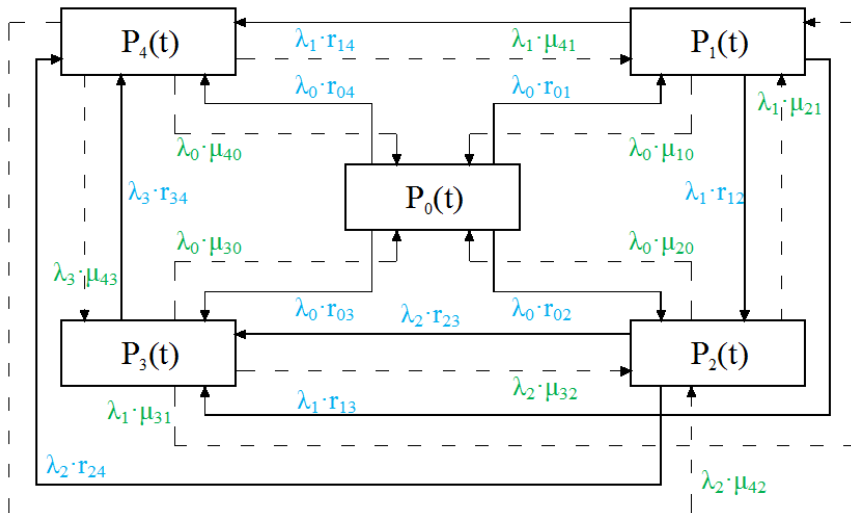 P₄(t)
λ₁·r₁₄
λ₁·μ₄₁
P₁(t)
λ₀·r₀₄
λ₀·r₀₁
λ₁·μ₂₁
λ₀·μ₄₀
λ₀·μ₁₀
P₀(t)
λ₃·r₃₄
λ₁·r₁₂
λ₀·μ₃₀
λ₀·μ₂₀
λ₃·μ₄₃
λ₀·r₀₃
λ₂·r₂₃
λ₀·r₀₂
P₃(t)
P₂(t)
λ₁·μ₃₁
λ₁·r₁₃
λ₂·μ₃₂
λ₂·r₂₄
λ₂·μ₄₂